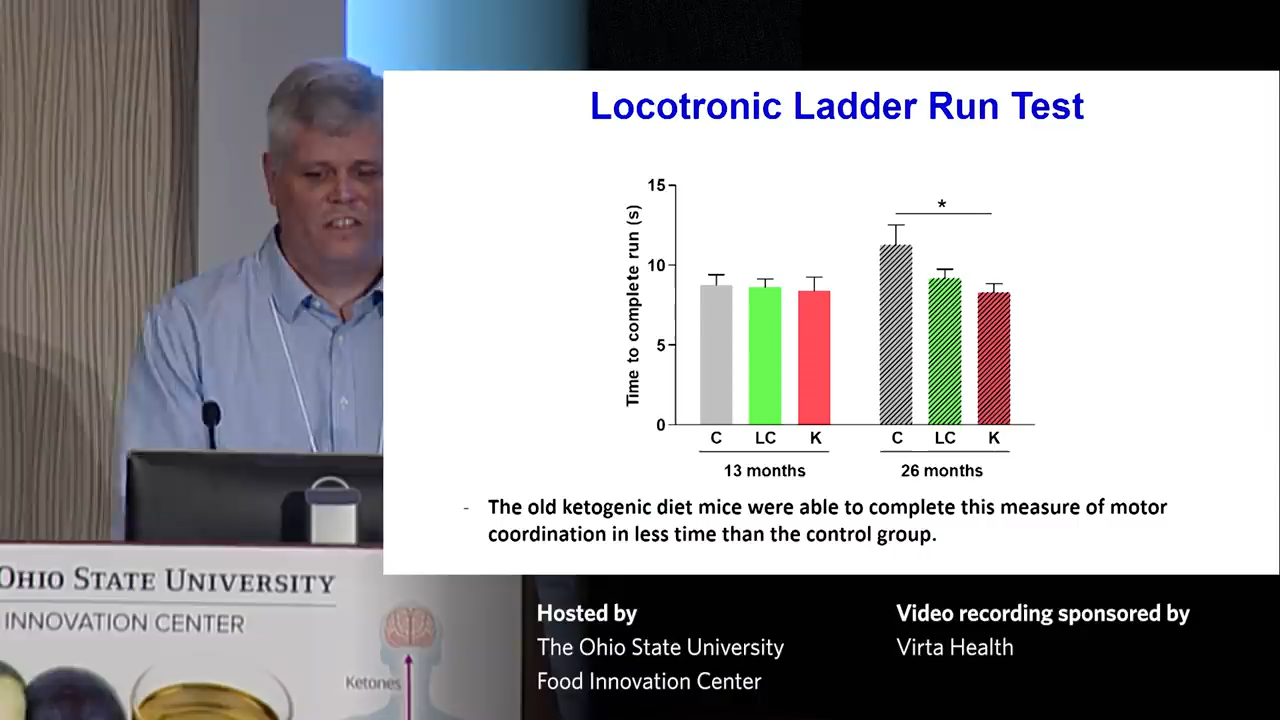 Locotronic Ladder Run Test
15
10
5
0
Time to complete run (s)
*
C LC K C LC K
13 months 26 months
- The old ketogenic diet mice were able to complete this measure of motor
coordination in less time than the control group.
OHIO STATE UNIVERSITY
INNOVATION CENTER
Ketones
Hosted by
The Ohio State University
Food Innovation Center
Video recording sponsored by
Virta Health